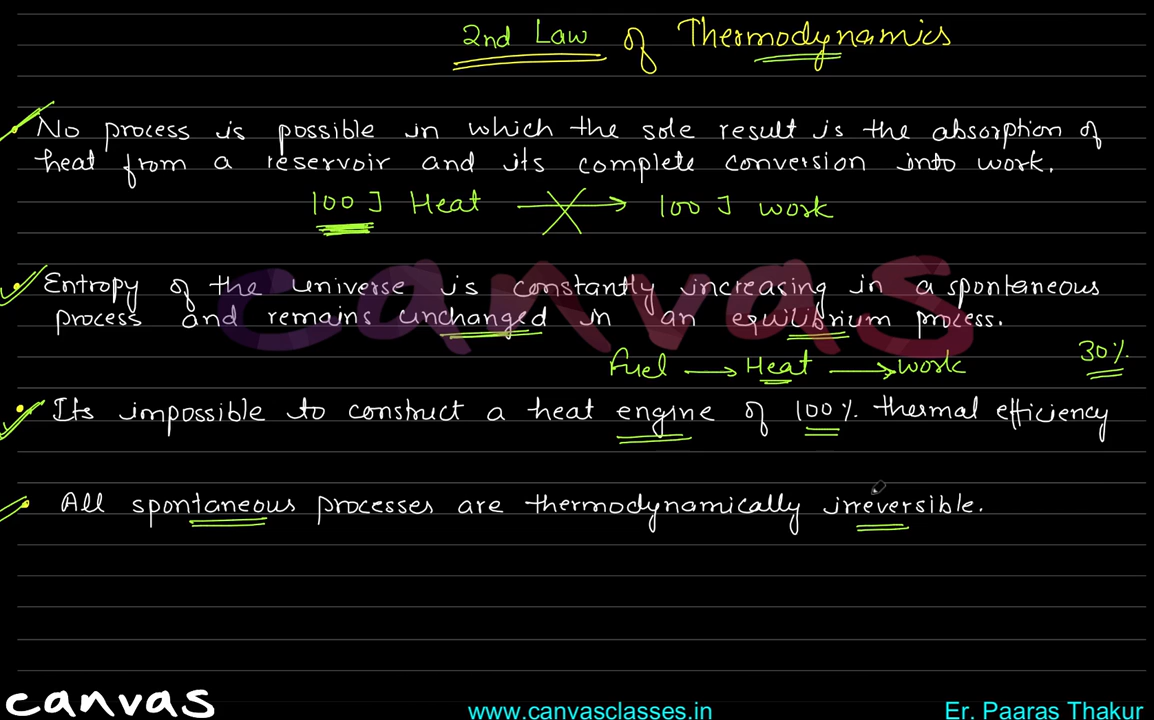 2nd Law of Thermodynamics
No process is possible in which the sole result is the absorption of
heat from a reservoir and its complete conversion into work.
100 J Heat → 100 J work
canvas
Entropy of the universe is constantly increasing in a spontaneous
process and remains unchanged in an equilibrium process.
Fuel → Heat → work 30%
Its impossible to construct a heat engine of 100% thermal efficiency
All spontaneous processes are thermodynamically irreversible.
canvas www.canvasclasses.in Er. Paaras Thakur